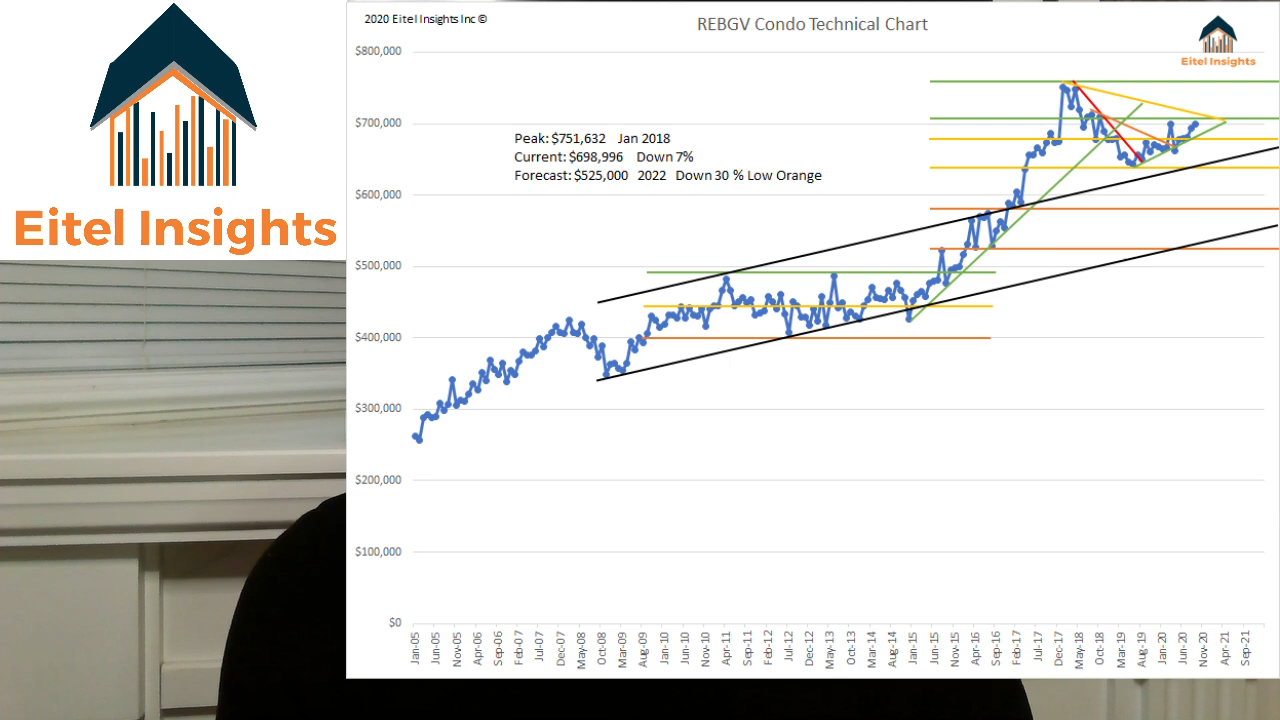 Eitel Insights
2020 Eitel Insights Inc ©
REBGV Condo Technical Chart
Eitel Insights
Peak: $751,632 Jan 2018
Current: $698,996 Down 7%
Forecast: $525,000 2022 Down 30 % Low Orange
$800,000
$700,000
$600,000
$500,000
$400,000
$300,000
$200,000
$100,000
$0
Jan-05
Jun-05
Nov-05
Apr-06
Sep-06
Feb-07
Jul-07
Dec-07
May-08
Oct-08
Mar-09
Aug-09
Jan-10
Jun-10
Nov-10
Apr-11
Sep-11
Feb-12
Jul-12
Dec-12
May-13
Oct-13
Mar-14
Aug-14
Jan-15
Jun-15
Nov-15
Apr-16
Sep-16
Feb-17
Jul-17
Dec-17
May-18
Oct-18
Mar-19
Aug-19
Jan-20
Jun-20
Nov-20
Apr-21
Sep-21